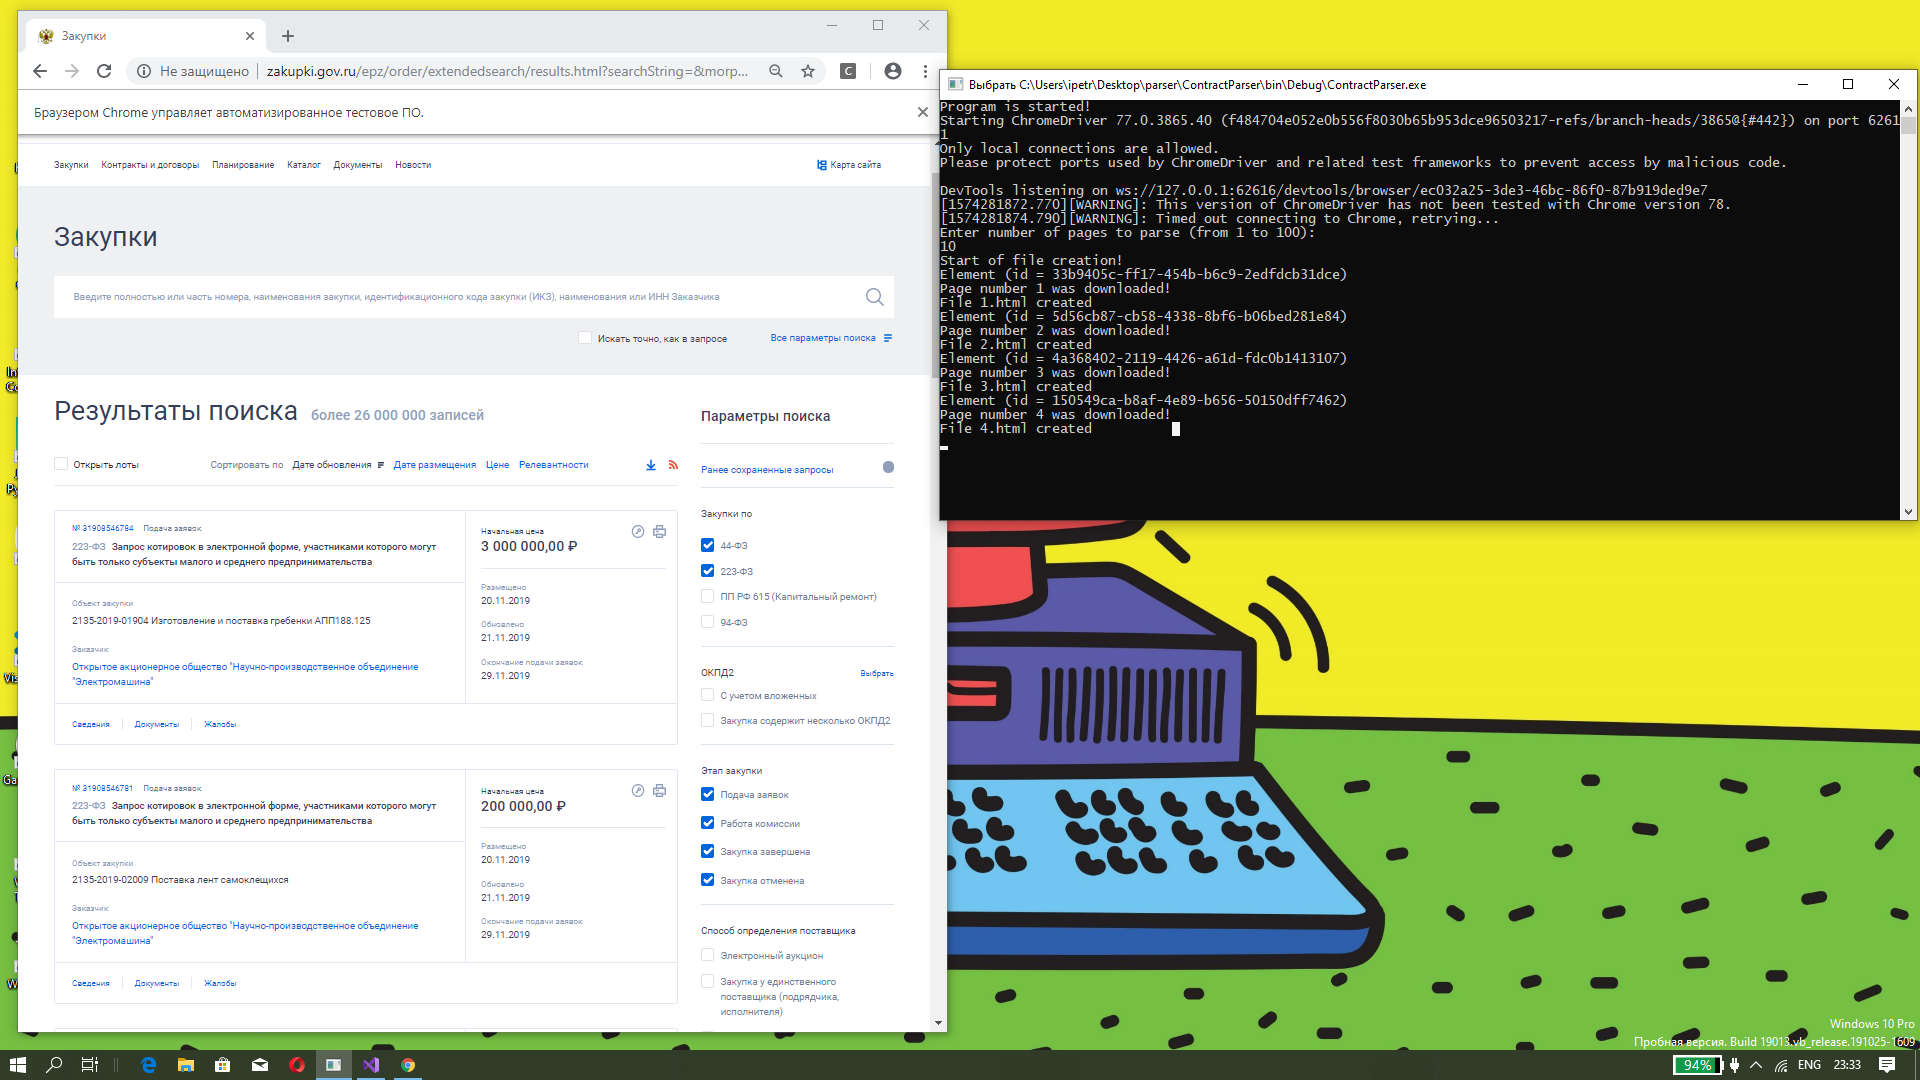 Закупки
Не защищено
zakupki.gov.ru/epz/order/extendedsearch/results.html?searchString=&morp...
Браузером Chrome управляет автоматизированное тестовое ПО.
Закупки Контракты и договоры Планирование Каталог Документы Новости Карта сайта
Закупки
Введите полностью или часть номера, наименования закупки, идентификационного кода закупки (ИКЗ), наименования или ИНН Заказчика
Искать точно, как в запросе Все параметры поиска
Результаты поиска более 26 000 000 записей
Открыть лоты Сортировать по Дате обновления Дате размещения Цене Релевантности
№ 31908546784 Подача заявок
223-ФЗ Запрос котировок в электронной форме, участниками которого могут
быть только субъекты малого и среднего предпринимательства
Объект закупки
2135-2019-01904 Изготовление и поставка гребенки АПП188.125
Заказчик
Открытое акционерное общество "Научно-производственное объединение
"Электромашина"
Сведения Документы Жалобы
Начальная цена
3 000 000,00 ₽
Размещено
20.11.2019
Обновлено
21.11.2019
Окончание подачи заявок
29.11.2019
№ 31908546781 Подача заявок
223-ФЗ Запрос котировок в электронной форме, участниками которого могут
быть только субъекты малого и среднего предпринимательства
Объект закупки
2135-2019-02009 Поставка лент самоклещихся
Заказчик
Открытое акционерное общество "Научно-производственное объединение
"Электромашина"
Сведения Документы Жалобы
Начальная цена
200 000,00 ₽
Размещено
20.11.2019
Обновлено
21.11.2019
Окончание подачи заявок
29.11.2019
Параметры поиска
Ранее сохраненные запросы
Закупки по
44-ФЗ
223-ФЗ
ПП РФ 615 (Капитальный ремонт)
94-ФЗ
ОКПД2 Выбрать
С учетом вложенных
Закупка содержит несколько ОКПД2
Этап закупки
Подача заявок
Работа комиссии
Закупка завершена
Закупка отменена
Способ определения поставщика
Электронный аукцион
Закупка у единственного
поставщика (подрядчика,
исполнителя)
Выбрать C:\Users\ipetr\Desktop\parser\ContractParser\bin\Debug\ContractParser.exe
Program is started!
Starting ChromeDriver 77.0.3865.40 (f484704e052e0b556f8030b65b953dce96503217-refs/branch-heads/3865@{#442}) on port 6261
1
Only local connections are allowed.
Please protect ports used by ChromeDriver and related test frameworks to prevent access by malicious code.
DevTools listening on ws://127.0.0.1:62616/devtools/browser/ec032a25-3de3-46bc-86f0-87b919ded9e7
[1574281872.770][WARNING]: This version of ChromeDriver has not been tested with Chrome version 78.
[1574281874.790][WARNING]: Timed out connecting to Chrome, retrying...
Enter number of pages to parse (from 1 to 100):
10
Start of file creation!
Element (id = 33b9405c-ff17-454b-b6c9-2edfdcb31dce)
Page number 1 was downloaded!
File 1.html created
Element (id = 5d56cb87-cb58-4338-8bf6-b06bed281e84)
Page number 2 was downloaded!
File 2.html created
Element (id = 4a368402-2119-4426-a61d-fdc0b1413107)
Page number 3 was downloaded!
File 3.html created
Element (id = 150549ca-b8af-4e89-b656-50150dff7462)
Page number 4 was downloaded!
File 4.html created
Windows 10 Pro
Пробная версия. Build 19013.vb_release.191025-1609
94% ENG 23:33